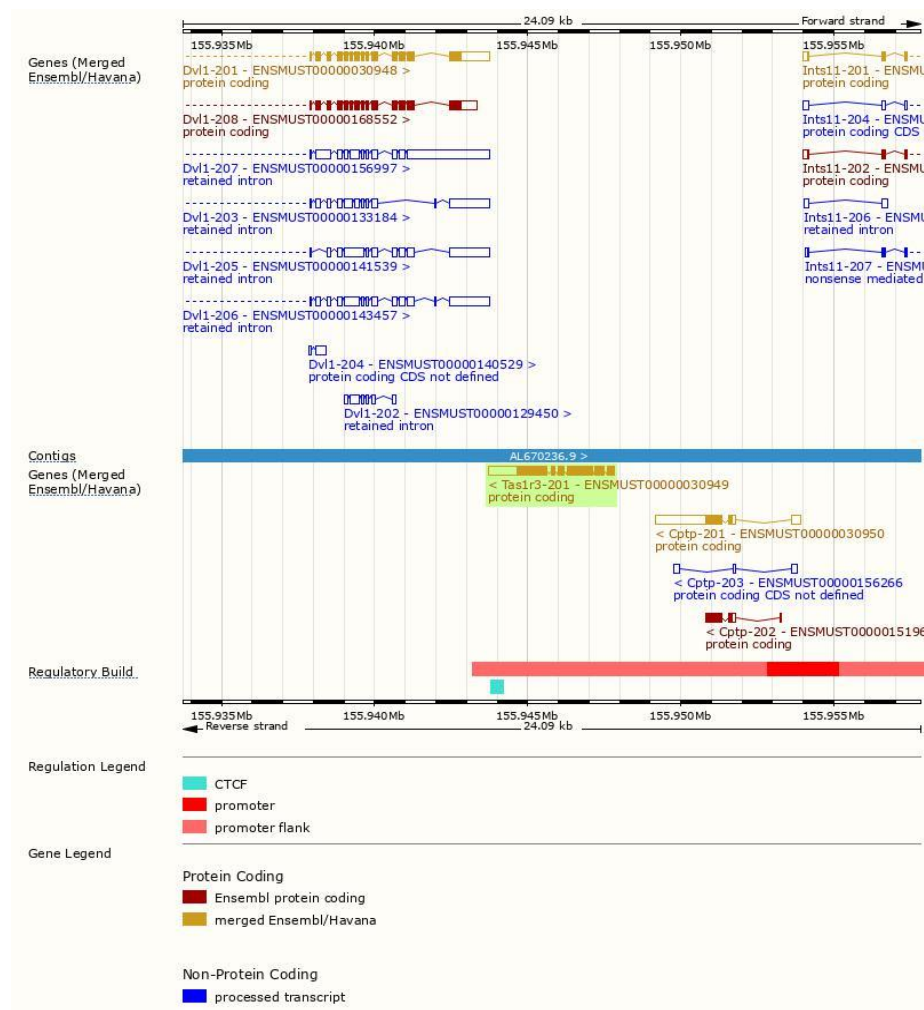 24.09 kb Forward strand
155.935Mb 155.940Mb 155.945Mb 155.950Mb 155.955Mb
Genes (Merged
Ensembl/Havana)
Dvl1-201 - ENSMUST00000030948 >
protein coding
Ints11-201 - ENSMU
protein coding
Dvl1-208 - ENSMUST00000168552 >
protein coding
Ints11-204 - ENSMU
protein coding CDS
Dvl1-207 - ENSMUST00000156997 >
retained intron
Ints11-202 - ENSMU
protein coding
Dvl1-203 - ENSMUST00000133184 >
retained intron
Ints11-206 - ENSMU
retained intron
Dvl1-205 - ENSMUST00000141539 >
retained intron
Ints11-207 - ENSMU
nonsense mediated
Dvl1-206 - ENSMUST00000143457 >
retained intron
Dvl1-204 - ENSMUST00000140529 >
protein coding CDS not defined
Dvl1-202 - ENSMUST00000129450 >
retained intron
Contigs
AL670236.9 >
Genes (Merged
Ensembl/Havana)
< Tas1r3-201 - ENSMUST00000030949
protein coding
< Cptp-201 - ENSMUST00000030950
protein coding
< Cptp-203 - ENSMUST00000156266
protein coding CDS not defined
< Cptp-202 - ENSMUST0000015196
protein coding
Regulatory Build
155.935Mb 155.940Mb 155.945Mb 155.950Mb 155.955Mb
Reverse strand 24.09 kb
Regulation Legend
CTCF
promoter
promoter flank
Gene Legend
Protein Coding
Ensembl protein coding
merged Ensembl/Havana
Non-Protein Coding
processed transcript